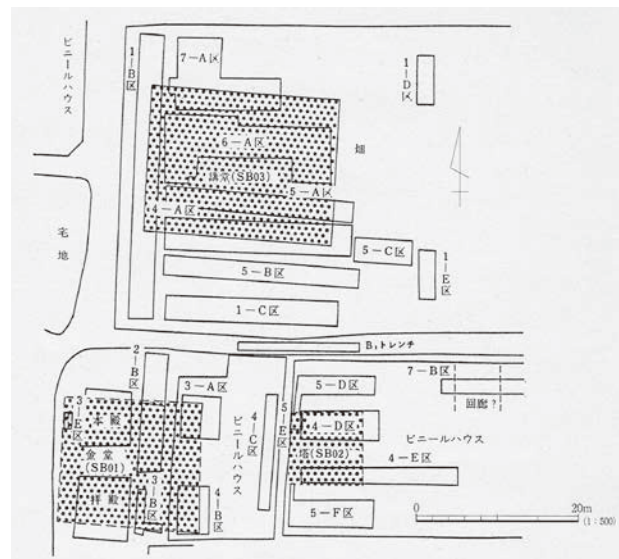 ビニールハウス
1—B区
7—A区
1—D区
畑
6—A区
講堂(SB03)
5—A区
4—A区
宅地
5—C区
5—B区
1—E区
1—C区
B₁トレンチ
2—B区
3—A区
7—B区
5—D区
回廊?
3—E区
本殿
4—C区
5—E区
4—D区
ビニールハウス
ビニールハウス
金堂
(SB01)
塔(SB02)
4—E区
拝殿
3—B区
4—B区
5—F区
0
20m
(1:500)